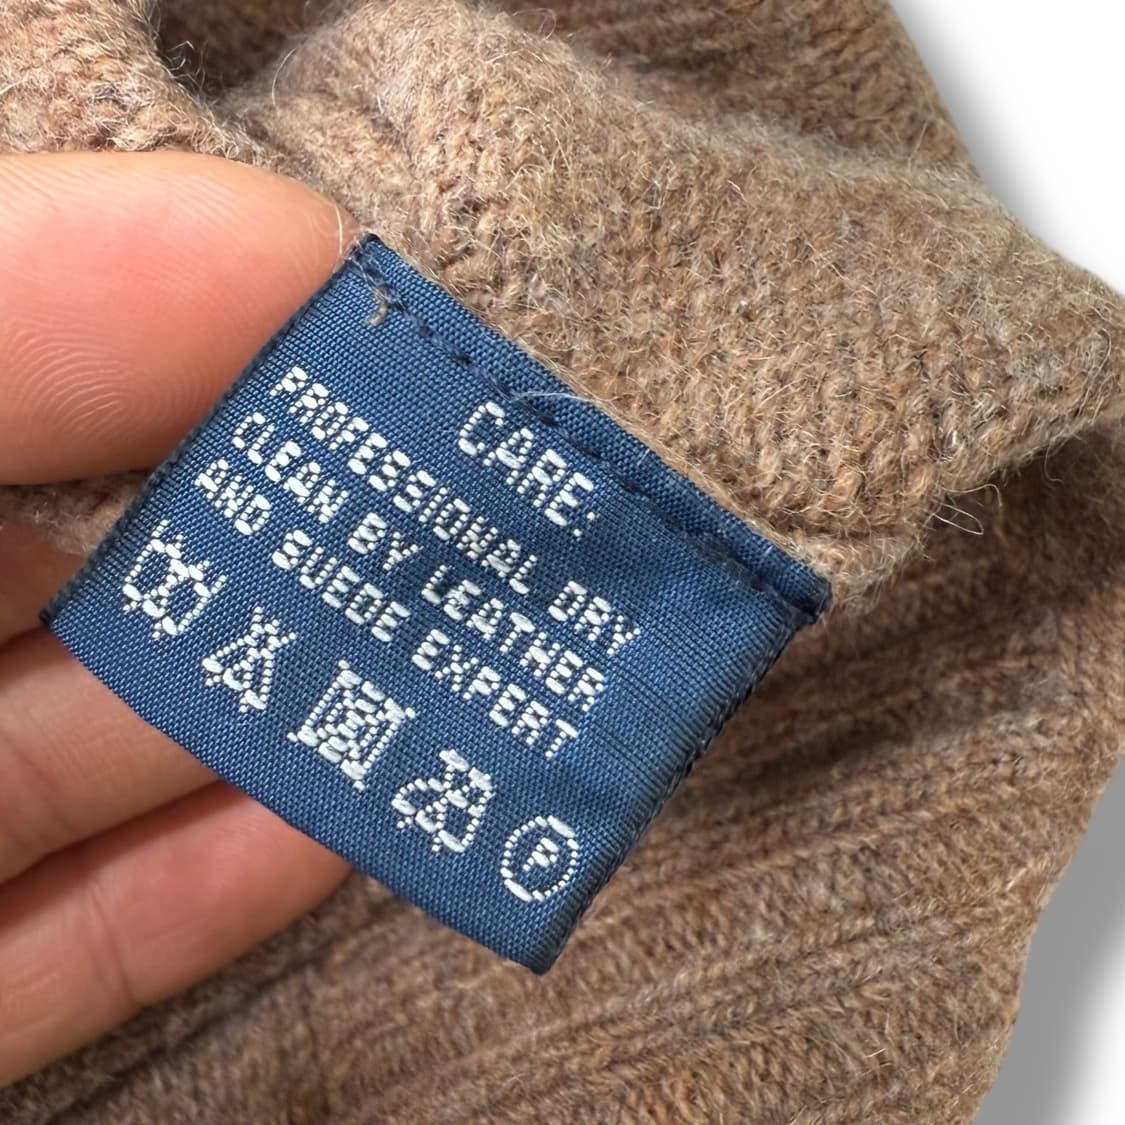 CARE:
PROFESSIONAL DRY
CLEAN BY LEATHER
AND SUEDE EXPERT
P